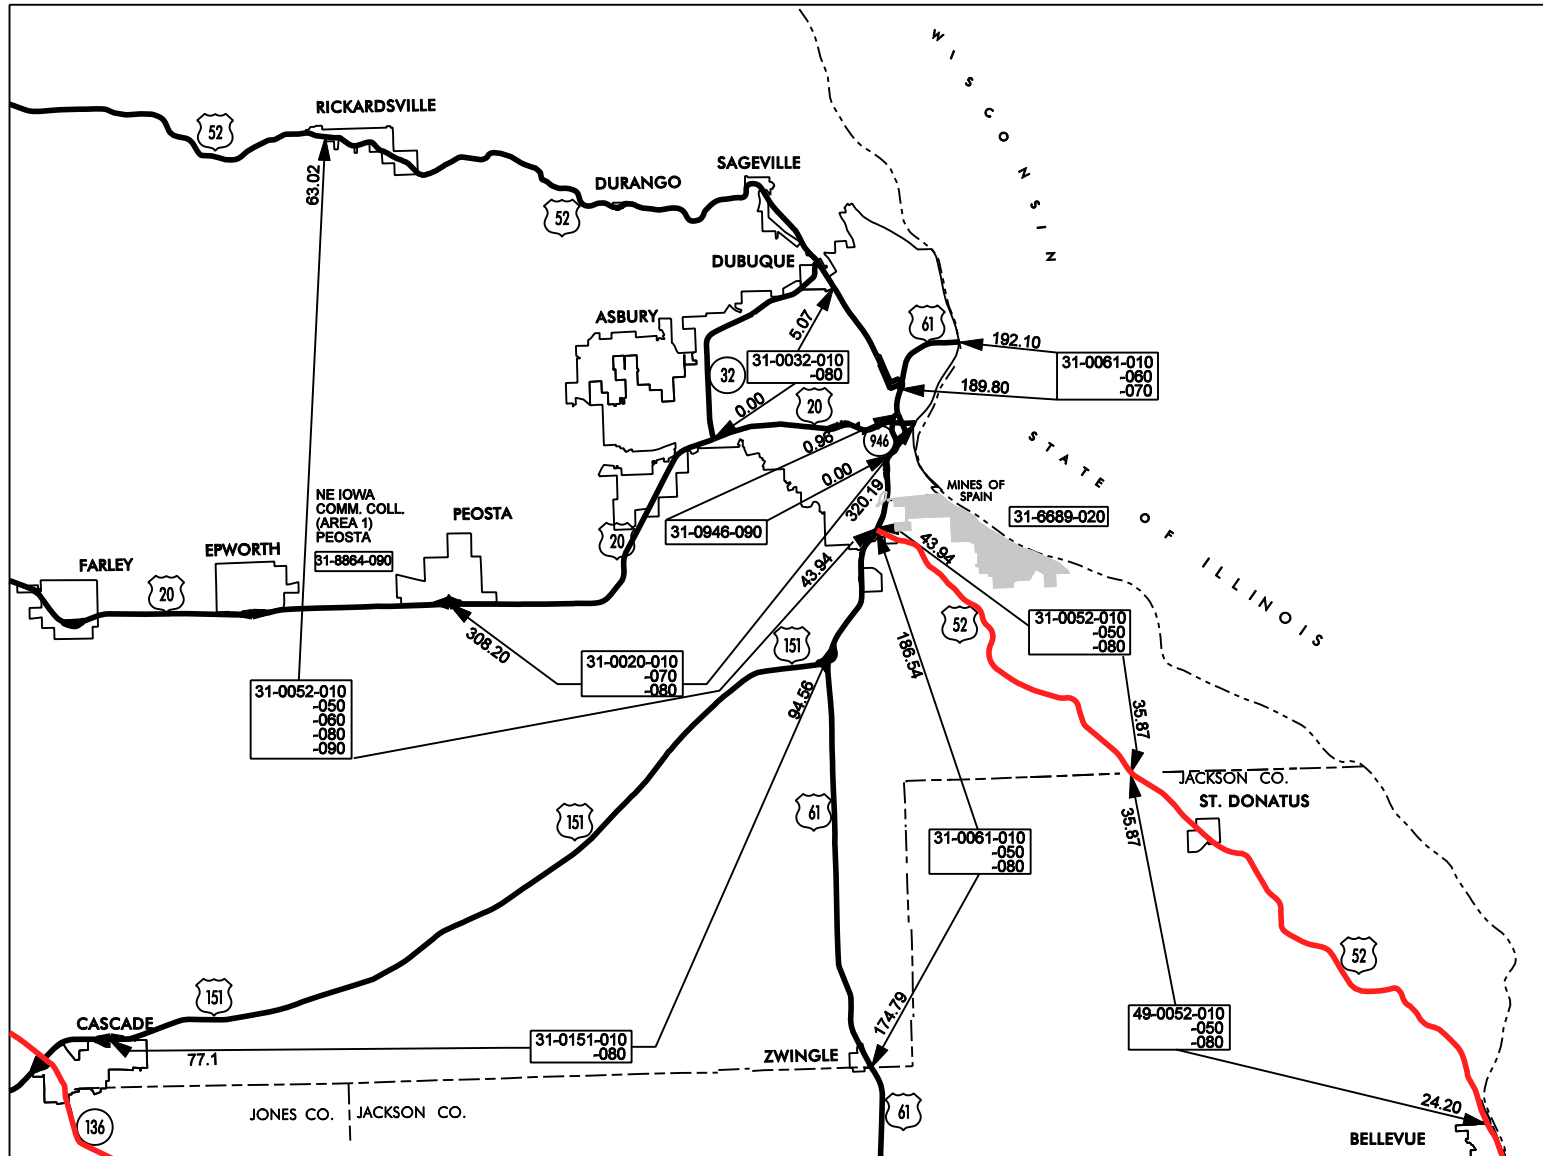 WISCONSIN
RICKARDSVILLE
52
63.02
SAGEVILLE
DURANGO
52
DUBUQUE
ASBURY
5.07
61
192.10
31-0061-010
-060
-070
189.80
31-0032-010
-080
32
0.00
20
0.96
946
0.00
STATE OF ILLINOIS
MINES OF
SPAIN
31-6689-020
320.19
31-0946-090
NE IOWA
COMM. COLL.
(AREA 1)
PEOSTA
31-8864-090
PEOSTA
EPWORTH
FARLEY
20
20
43.94
43.94
52
31-0052-010
-050
-080
308.20
31-0020-010
-070
-080
151
186.54
94.56
31-0052-010
-050
-060
-080
-090
35.87
JACKSON CO.
ST. DONATUS
35.87
61
151
31-0061-010
-050
-080
52
151
174.79
49-0052-010
-050
-080
CASCADE
77.1
31-0151-010
-080
ZWINGLE
24.20
JONES CO.
JACKSON CO.
61
136
BELLEVUE